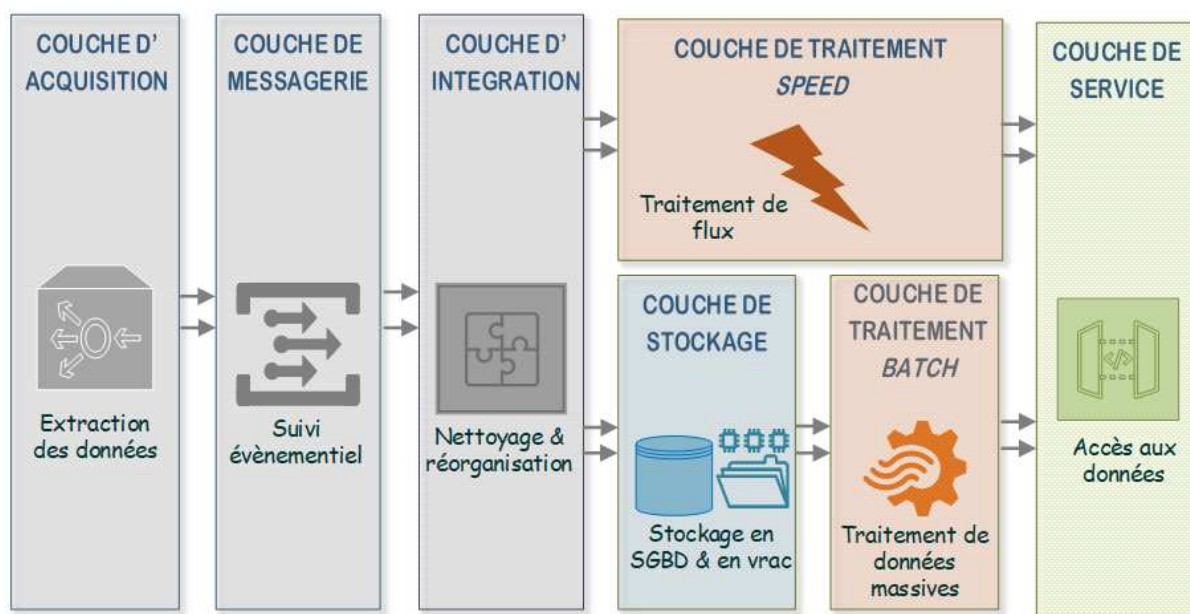 COUCHE D'
ACQUISITION
Extraction
des données
COUCHE DE
MESSAGERIE
Suivi
évènementiel
COUCHE D'
INTEGRATION
Nettoyage &
réorganisation
COUCHE DE TRAITEMENT
SPEED
Traitement de
flux
COUCHE DE
STOCKAGE
Stockage en
SGBD & en vrac
COUCHE DE
TRAITEMENT
BATCH
Traitement de
données
massives
COUCHE DE
SERVICE
</>
Accès aux
données